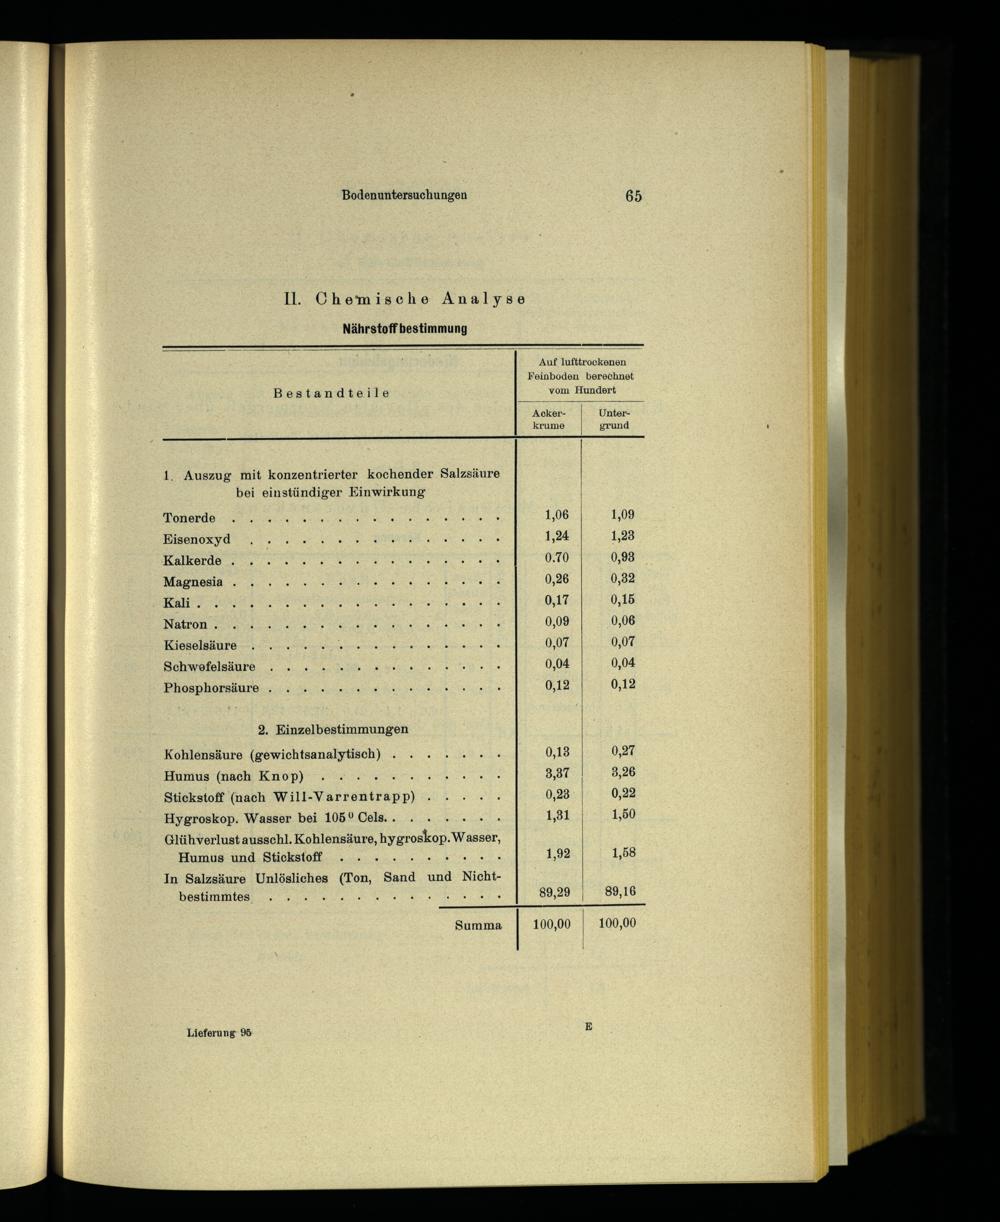 Bodenuntersuchungen 65
II. Chemische Analyse
Nährstoffbestimmung
Bestandteile
Auf lufttrockenen
Feinboden berechnet
vom Hundert
Acker- Unter-
krume grund
1. Auszug mit konzentrierter kochender Salzsäure
bei einstündiger Einwirkung
Tonerde . . . . . . . . . . . . . . . . 1,06 1,09
Eisenoxyd . . . . . . . . . . . . . . . 1,24 1,23
Kalkerde . . . . . . . . . . . . . . . . 0.70 0,93
Magnesia . . . . . . . . . . . . . . . . 0,26 0,32
Kali . . . . . . . . . . . . . . . . . . 0,17 0,15
Natron . . . . . . . . . . . . . . . . . 0,09 0,06
Kieselsäure . . . . . . . . . . . . . . . 0,07 0,07
Schwefelsäure . . . . . . . . . . . . . . 0,04 0,04
Phosphorsäure . . . . . . . . . . . . . . 0,12 0,12
2. Einzelbestimmungen
Kohlensäure (gewichtsanalytisch) . . . . . . . 0,13 0,27
Humus (nach Knop) . . . . . . . . . . . 3,37 3,26
Stickstoff (nach Will-Varrentrapp) . . . . . 0,23 0,22
Hygroskop. Wasser bei 105⁰ Cels. . . . . . . . 1,31 1,50
Glühverlust ausschl. Kohlensäure, hygroskop. Wasser,
Humus und Stickstoff . . . . . . . . . . 1,92 1,58
In Salzsäure Unlösliches (Ton, Sand und Nicht-
bestimmtes . . . . . . . . . . . . . . 89,29 89,16
Summa 100,00 100,00
Lieferung 95 E